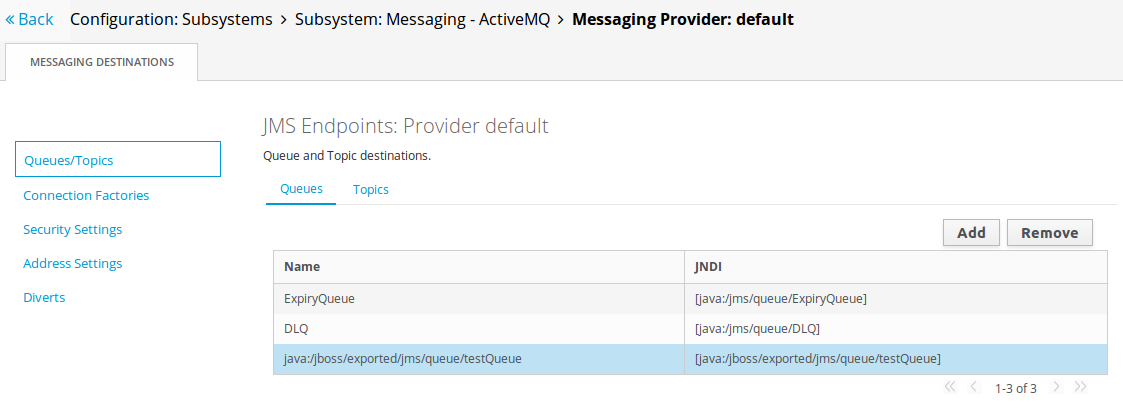 « Back Configuration: Subsystems > Subsystem: Messaging - ActiveMQ > Messaging Provider: default
MESSAGING DESTINATIONS
JMS Endpoints: Provider default
Queue and Topic destinations.
Queues/Topics
Connection Factories
Security Settings
Address Settings
Diverts
Queues Topics
Add Remove
Name JNDI
ExpiryQueue [java:/jms/queue/ExpiryQueue]
DLQ [java:/jms/queue/DLQ]
java:/jboss/exported/jms/queue/testQueue [java:/jboss/exported/jms/queue/testQueue]
1-3 of 3